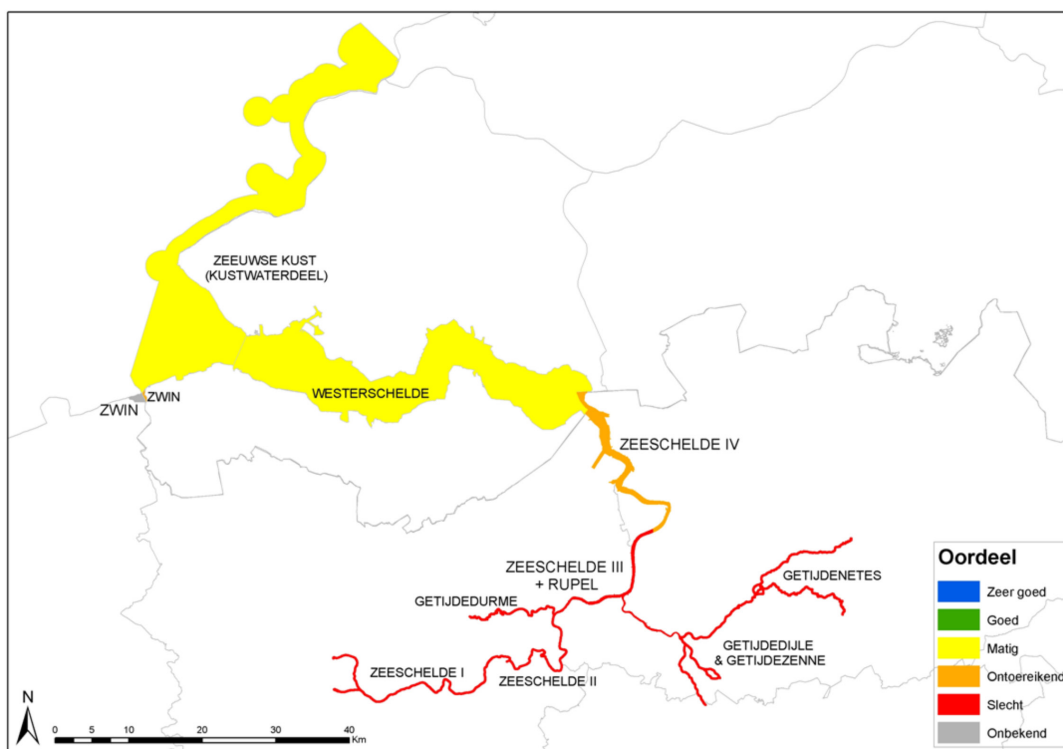 ZEEUWSE KUST
(KUSTWATERDEEL)
WESTERSCHELDE
ZWIN
ZWIN
ZEESCHELDE IV
ZEESCHELDE III
+ RUPEL
GETIJDENETES
GETIJDEDURME
GETIJDEDIJLE
& GETIJDEZENNE
ZEESCHELDE I
ZEESCHELDE II
Oordeel
Zeer goed
Goed
Matig
Ontoereikend
Slecht
Onbekend
N
0 5 10 20 30 40
Km